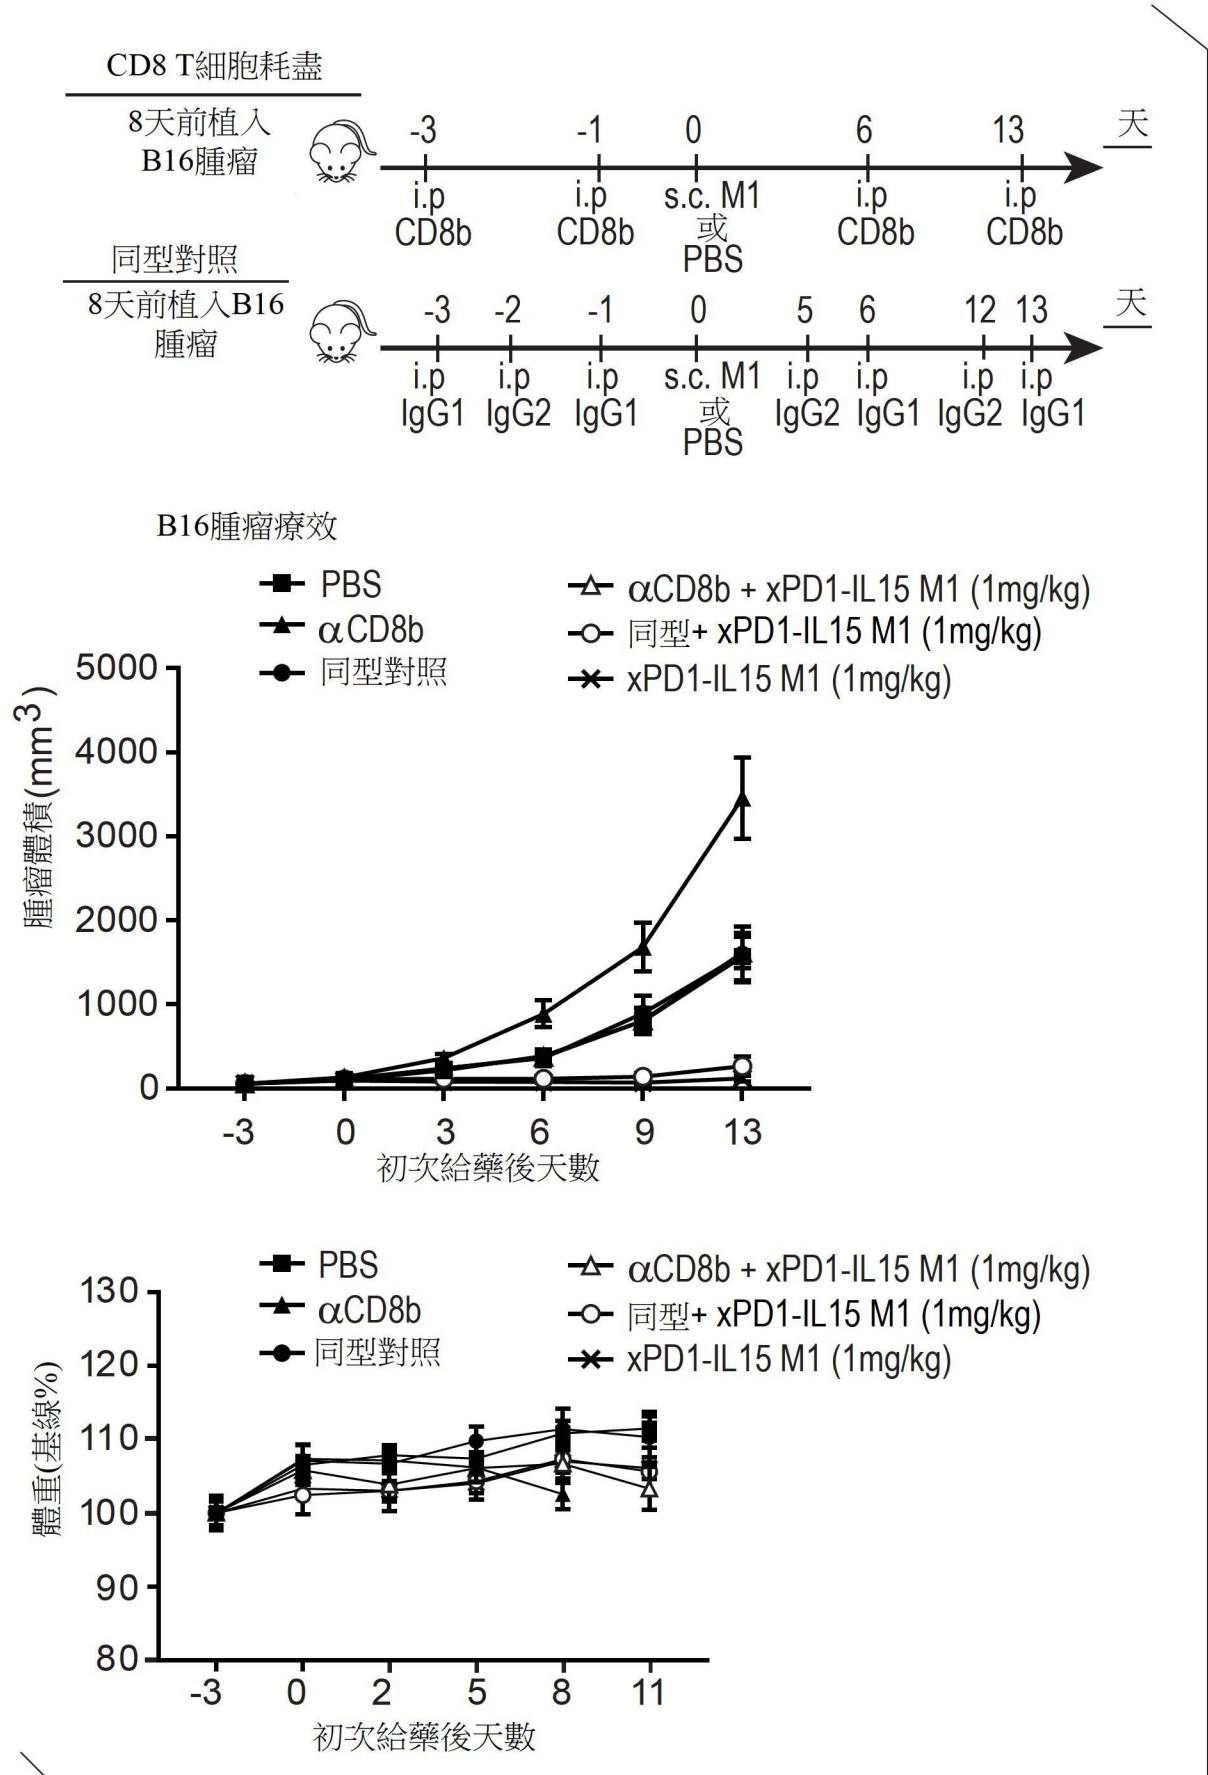 CD8 T細胞耗盡
8天前植入
B16腫瘤
-3 -1 0 6 13 天
i.p i.p s.c. M1 i.p i.p
CD8b CD8b 或 CD8b CD8b
PBS
同型對照
8天前植入B16
腫瘤
-3 -2 -1 0 5 6 12 13 天
i.p i.p i.p s.c. M1 i.p i.p i.p i.p
IgG1 IgG2 IgG1 或 IgG2 IgG1 IgG2 IgG1
PBS
B16腫瘤療效
PBS
αCD8b
同型對照
αCD8b + xPD1-IL15 M1 (1mg/kg)
同型+ xPD1-IL15 M1 (1mg/kg)
xPD1-IL15 M1 (1mg/kg)
腫瘤體積(mm³)
5000
4000
3000
2000
1000
0
-3 0 3 6 9 13
初次給藥後天數
PBS
αCD8b
同型對照
αCD8b + xPD1-IL15 M1 (1mg/kg)
同型+ xPD1-IL15 M1 (1mg/kg)
xPD1-IL15 M1 (1mg/kg)
體重(基線%)
130
120
110
100
90
80
-3 0 2 5 8 11
初次給藥後天數